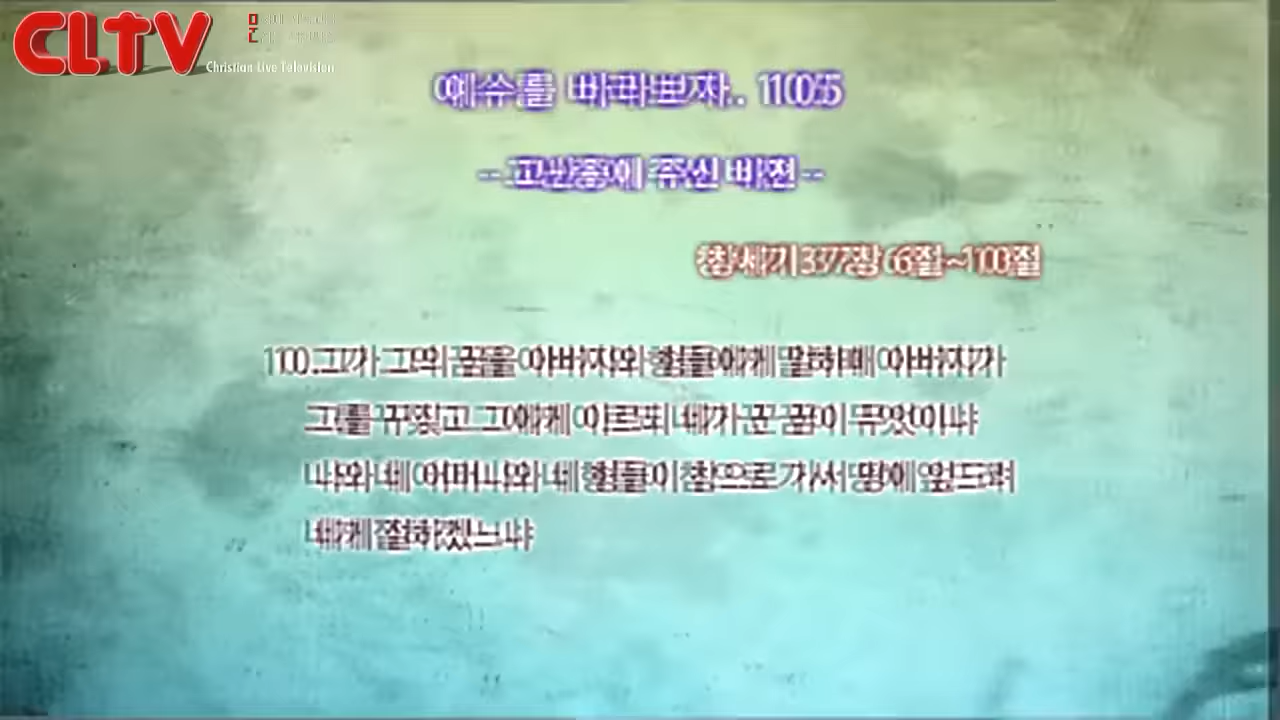 CLTV
Christian Live Television
예수를 바라보자.. 105
- 고난중에 주신 비전 -
창세기 37장 6절~10절
10. 그가 그의 꿈을 아버지와 형들에게 말하매 아버지가
그를 꾸짖고 그에게 이르되 네가 꾼 꿈이 무엇이냐
나와 네 어머니와 네 형들이 참으로 가서 땅에 엎드려
네게 절하겠느냐